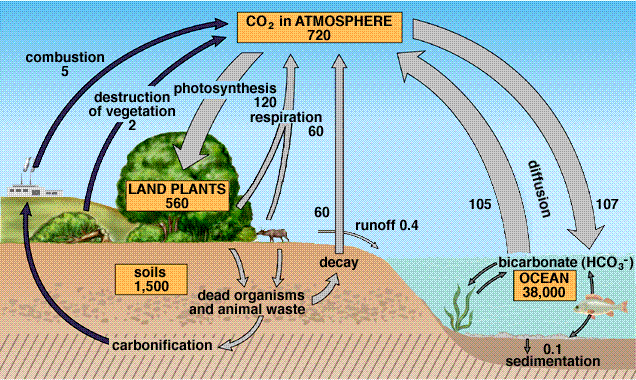 CO₂ in ATMOSPHERE
720
combustion
5
photosynthesis
120
destruction
of vegetation
2
respiration
60
LAND PLANTS
560
60
runoff 0.4
105
diffusion
107
decay
bicarbonate (HCO₃⁻)
OCEAN
38,000
soils
1,500
dead organisms
and animal waste
carbonification
0.1
sedimentation